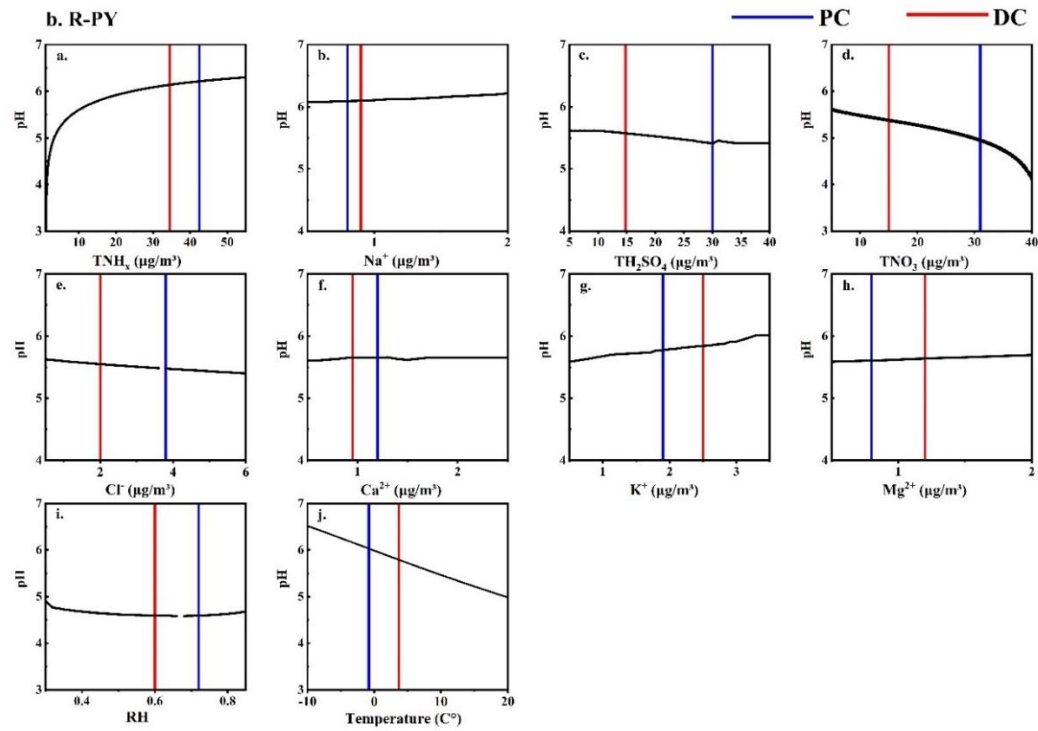 b. R-PY
PC
DC
a.
7
6
5
4
3
pH
10 20 30 40 50
TNHₓ (μg/m³)
b.
7
6
5
4
pH
1 2
Na⁺ (μg/m³)
c.
7
6
5
4
pH
5 10 15 20 25 30 35 40
TH₂SO₄ (μg/m³)
d.
7
6
5
4
3
pH
10 20 30 40
TNO₃ (μg/m³)
e.
7
6
5
4
pH
2 4 6
Cl⁻ (μg/m³)
f.
7
6
5
4
pH
1 2
Ca²⁺ (μg/m³)
g.
7
6
5
4
pH
1 2 3
K⁺ (μg/m³)
h.
7
6
5
4
pH
1 2
Mg²⁺ (μg/m³)
i.
7
6
5
4
3
pH
0.4 0.6 0.8
RH
j.
7
6
5
4
3
pH
-10 0 10 20
Temperature (C°)